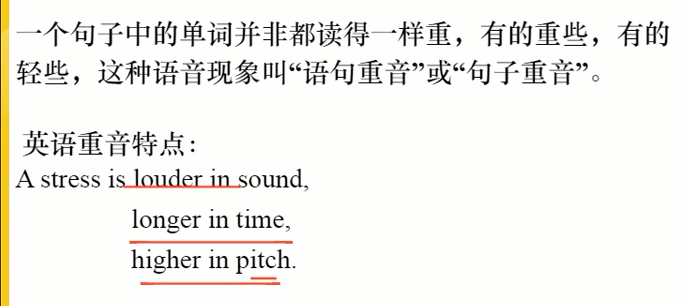 一个句子中的单词并非都读得一样重，有的重些，有的
轻些，这种语音现象叫“语句重音”或“句子重音”。
英语重音特点：
A stress is louder in sound,
longer in time,
higher in pitch.